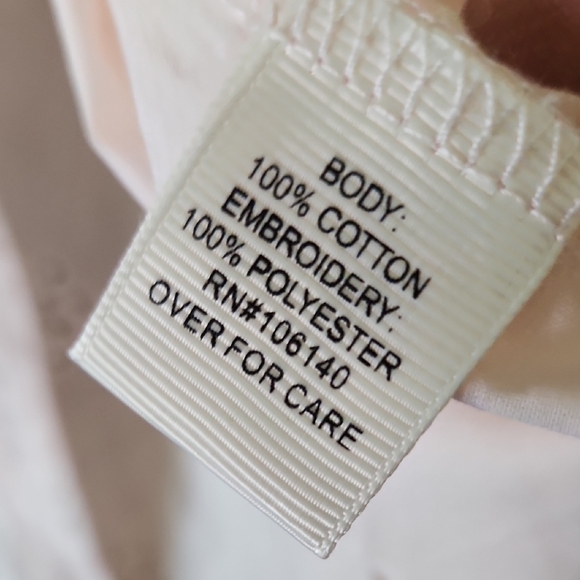 BODY:
100% COTTON
EMBROIDERY:
100% POLYESTER
RN#106140
OVER FOR CARE